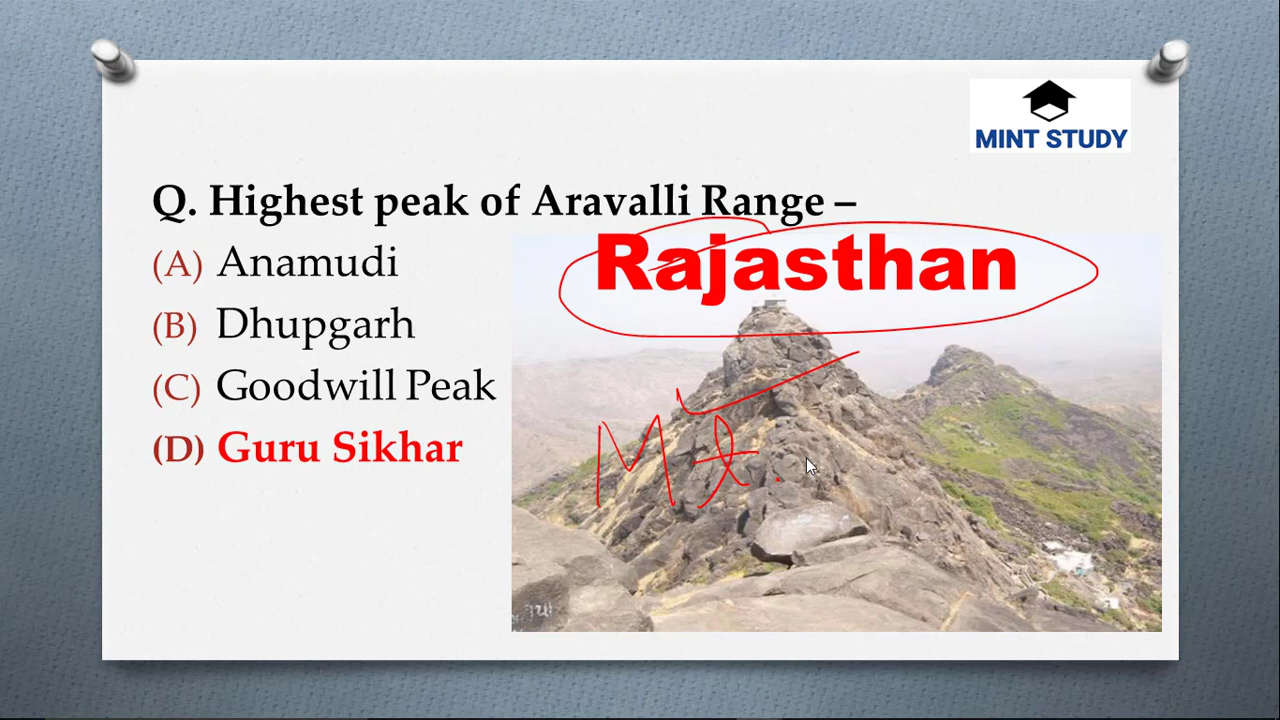 MINT STUDY
Q. Highest peak of Aravalli Range –
(A) Anamudi
(B) Dhupgarh
(C) Goodwill Peak
(D) Guru Sikhar
Rajasthan
Mt.